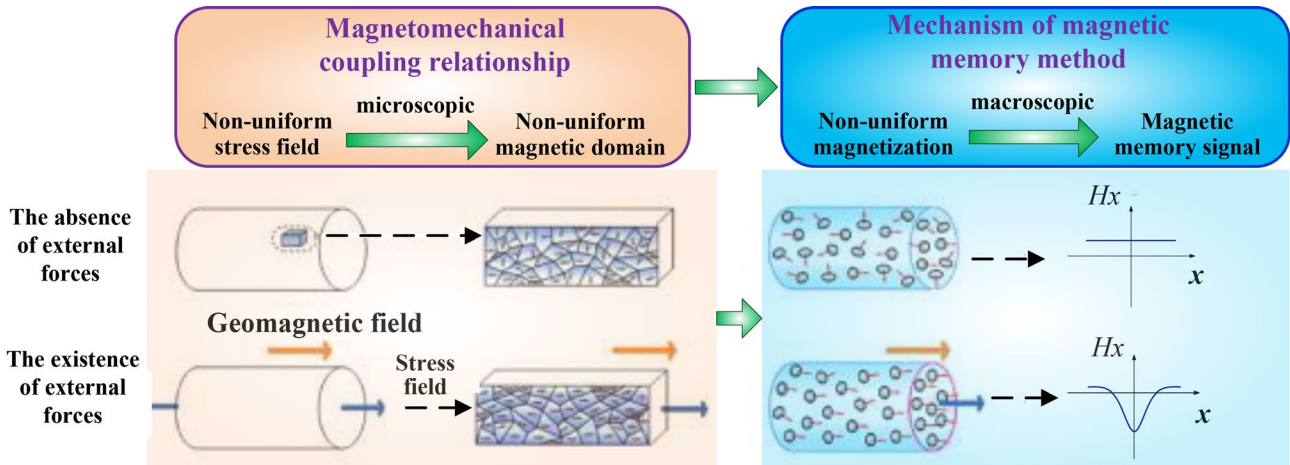 Magnetomechanical
coupling relationship
microscopic
Non-uniform
stress field
Non-uniform
magnetic domain
Mechanism of magnetic
memory method
macroscopic
Non-uniform
magnetization
Magnetic
memory signal
The absence
of external
forces
Hx
x
Geomagnetic field
The existence
of external
forces
Stress
field
Hx
x